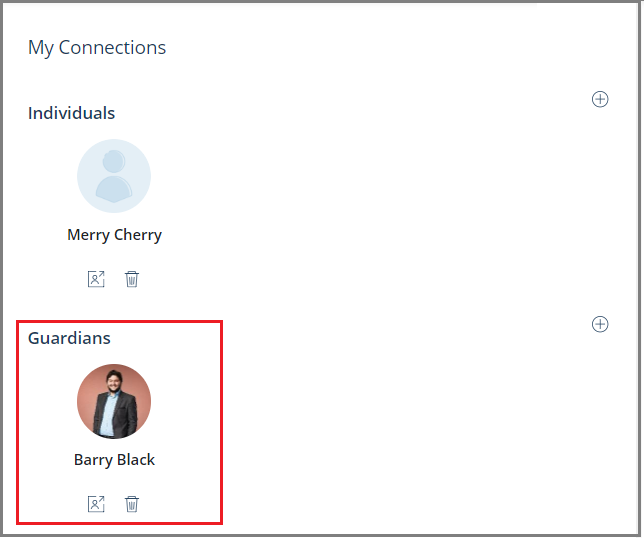 My Connections
Individuals
Merry Cherry
Guardians
Barry Black